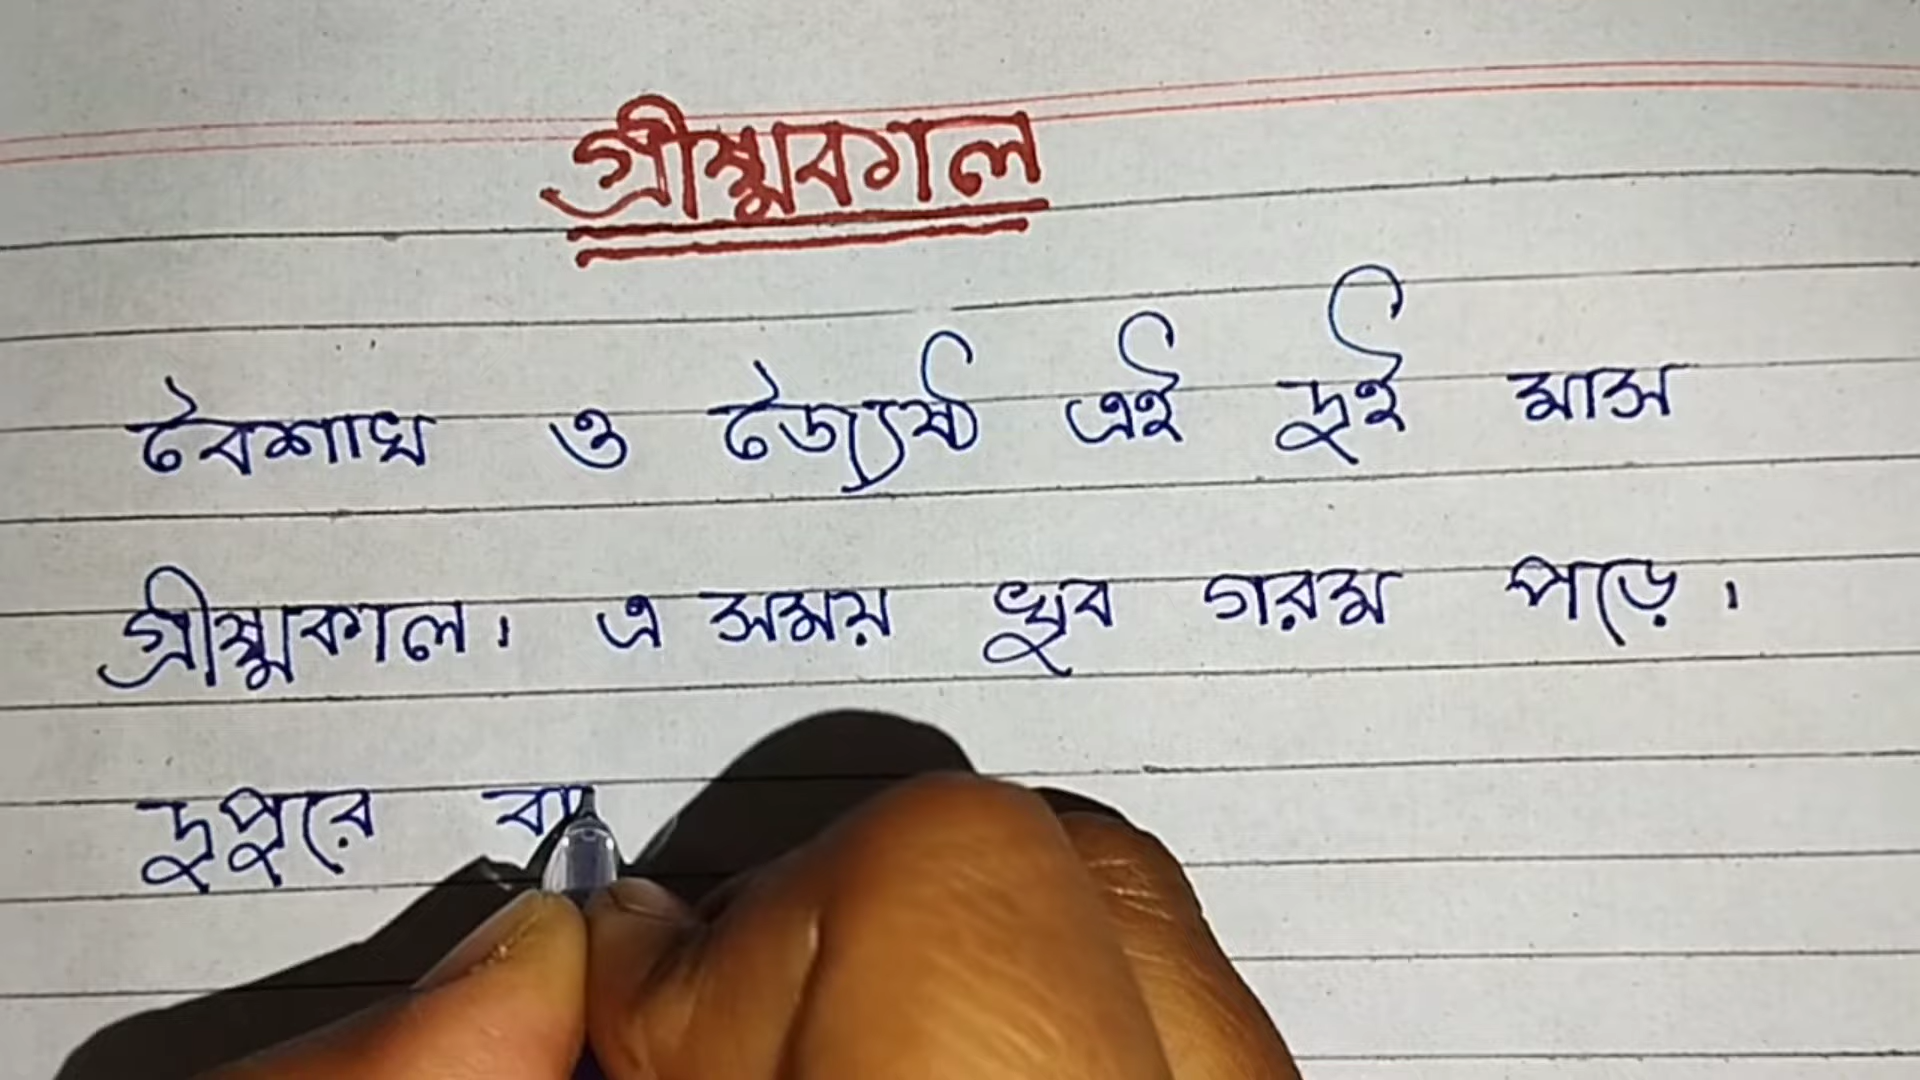 গ্রীষ্মকাল
বৈশাখ ও জ্যৈষ্ঠ এই দুই মাস
গ্রীষ্মকাল। এ সময় খুব গরম পড়ে।
দুপুরে